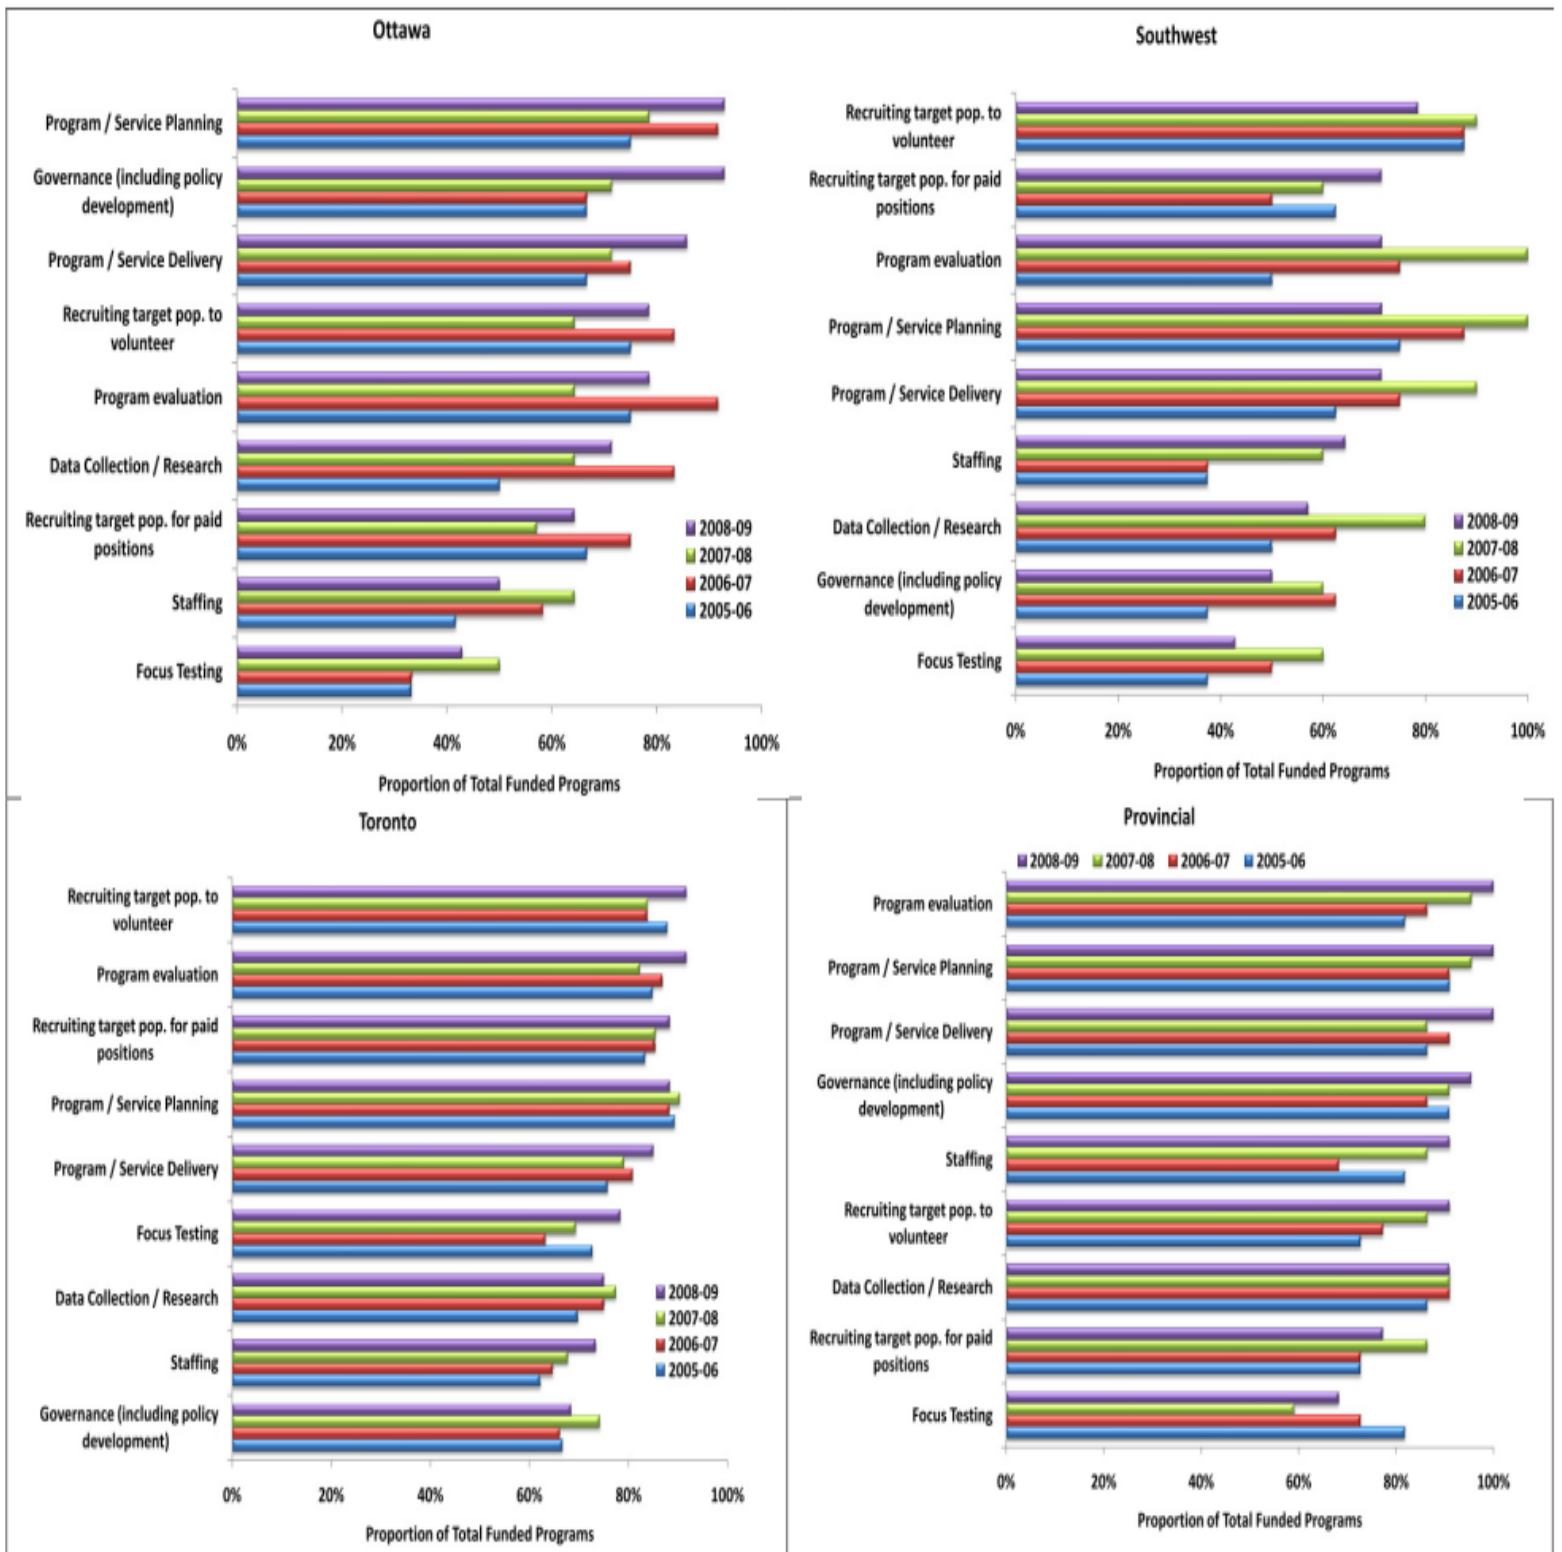 Ottawa
Program / Service Planning
Governance (including policy
development)
Program / Service Delivery
Recruiting target pop. to
volunteer
Program evaluation
Data Collection / Research
Recruiting target pop. for paid
positions
Staffing
Focus Testing
2008-09
2007-08
2006-07
2005-06
0% 20% 40% 60% 80% 100%
Proportion of Total Funded Programs
Southwest
Recruiting target pop. to
volunteer
Recruiting target pop. for paid
positions
Program evaluation
Program / Service Planning
Program / Service Delivery
Staffing
Data Collection / Research
Governance (including policy
development)
Focus Testing
2008-09
2007-08
2006-07
2005-06
0% 20% 40% 60% 80% 100%
Proportion of Total Funded Programs
Toronto
Recruiting target pop. to
volunteer
Program evaluation
Recruiting target pop. for paid
positions
Program / Service Planning
Program / Service Delivery
Focus Testing
Data Collection / Research
Staffing
Governance (including policy
development)
2008-09
2007-08
2006-07
2005-06
0% 20% 40% 60% 80% 100%
Proportion of Total Funded Programs
Provincial
2008-09 2007-08 2006-07 2005-06
Program evaluation
Program / Service Planning
Program / Service Delivery
Governance (including policy
development)
Staffing
Recruiting target pop. to
volunteer
Data Collection / Research
Recruiting target pop. for paid
positions
Focus Testing
0% 20% 40% 60% 80% 100%
Proportion of Total Funded Programs